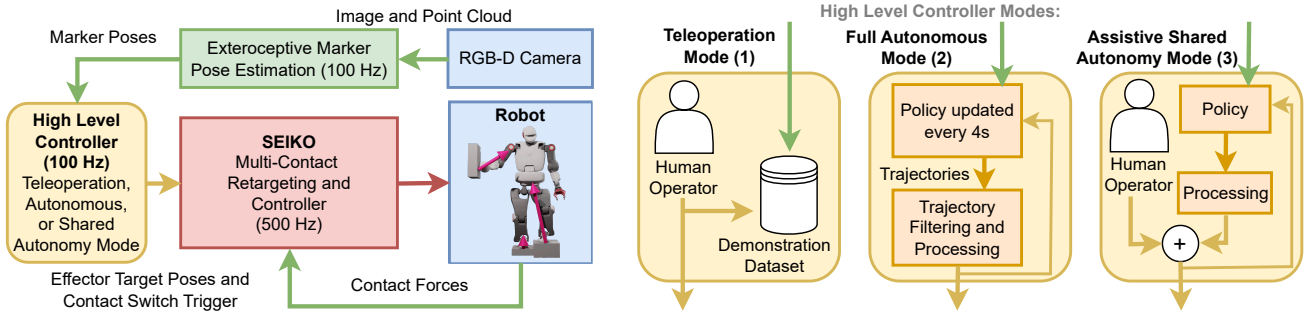 Image and Point Cloud
Marker Poses
Exteroceptive Marker
Pose Estimation (100 Hz)
RGB-D Camera
High Level
Controller
(100 Hz)
Teleoperation,
Autonomous,
or Shared
Autonomy Mode
SEIKO
Multi-Contact
Retargeting and
Controller
(500 Hz)
Robot
Effector Target Poses and
Contact Switch Trigger
Contact Forces
High Level Controller Modes:
Teleoperation
Mode (1)
Human
Operator
Demonstration
Dataset
Full Autonomous
Mode (2)
Policy updated
every 4s
Trajectories
Trajectory
Filtering and
Processing
Assistive Shared
Autonomy Mode (3)
Policy
Human
Operator
Processing
+